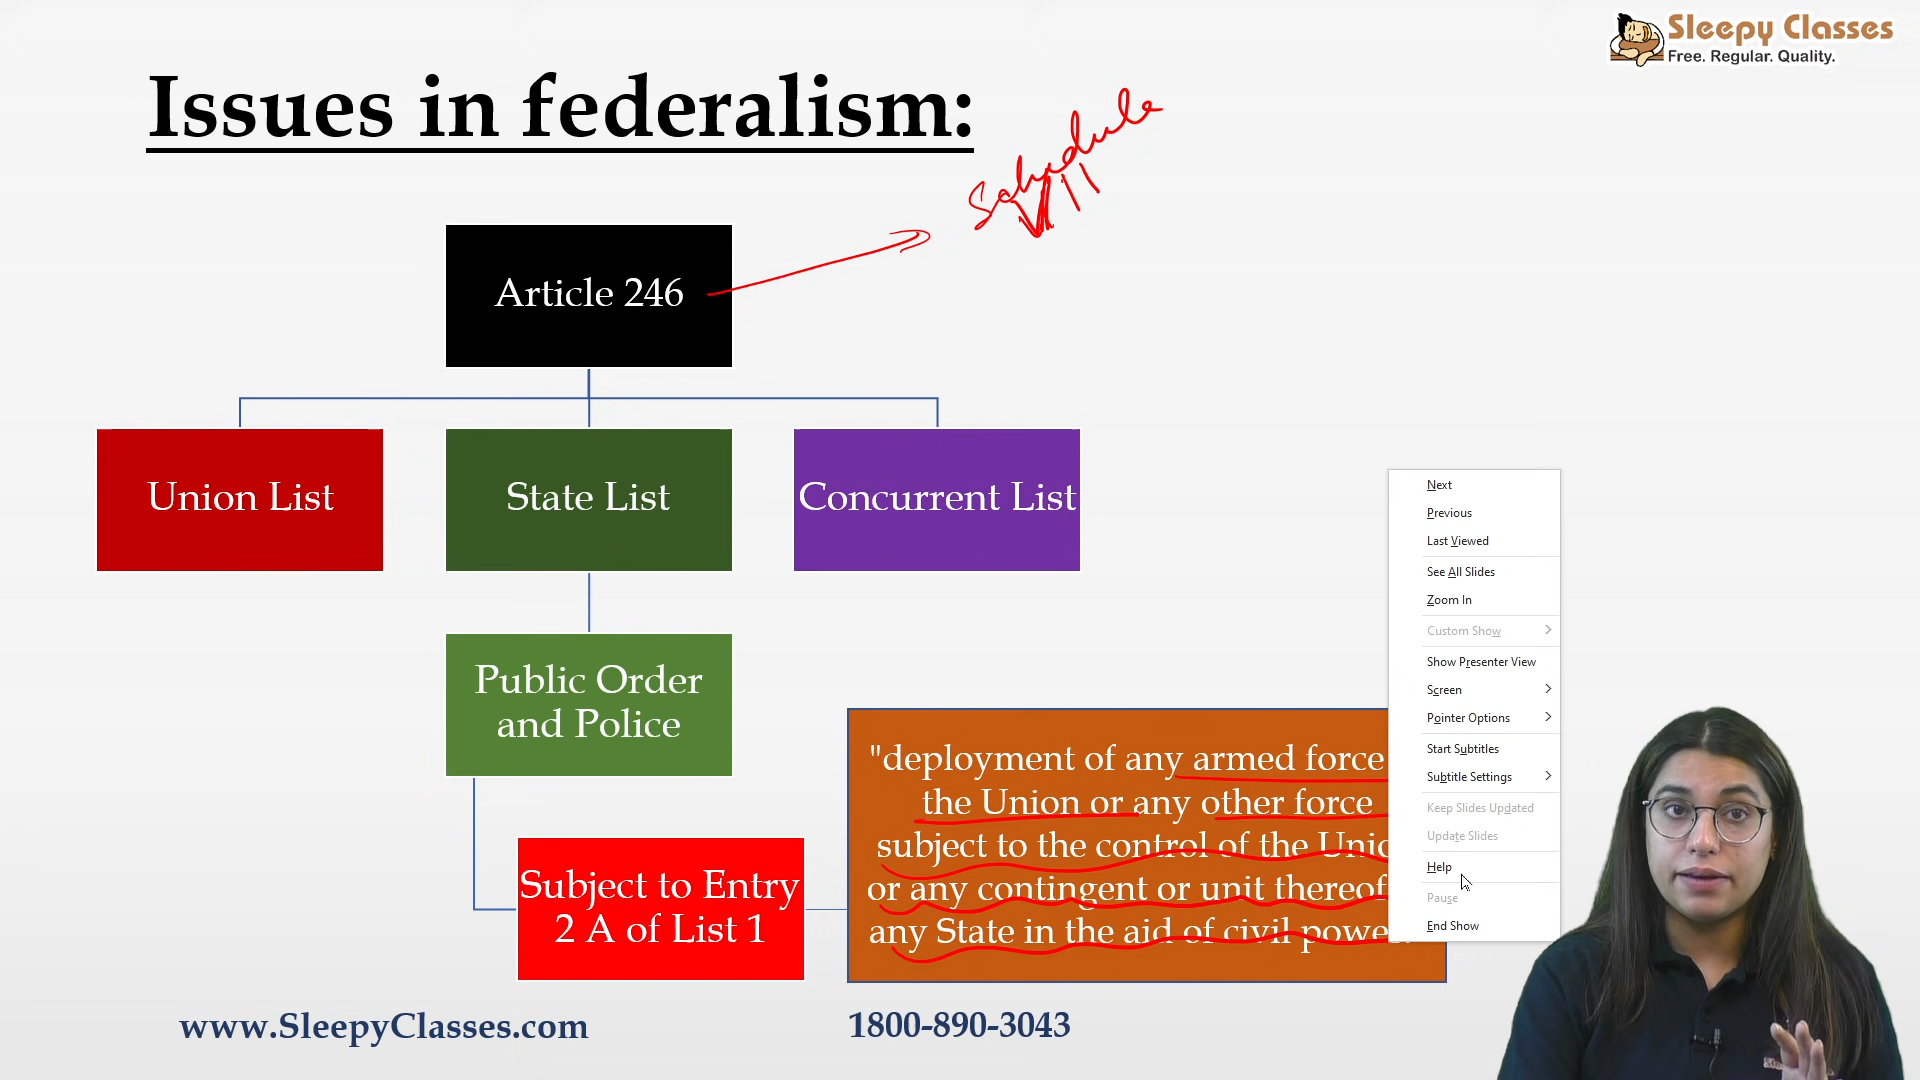 Sleepy Classes
Free. Regular. Quality.
Issues in federalism:
Schedule
VII
Article 246
Union List
State List
Concurrent List
Public Order
and Police
Subject to Entry
2 A of List 1
"deployment of any armed force
the Union or any other force
subject to the control of the Unio
or any contingent or unit thereof
any State in the aid of civil power.
Next
Previous
Last Viewed
See All Slides
Zoom In
Custom Show
Show Presenter View
Screen
Pointer Options
Start Subtitles
Subtitle Settings
Keep Slides Updated
Update Slides
Help
Pause
End Show
www.SleepyClasses.com
1800-890-3043